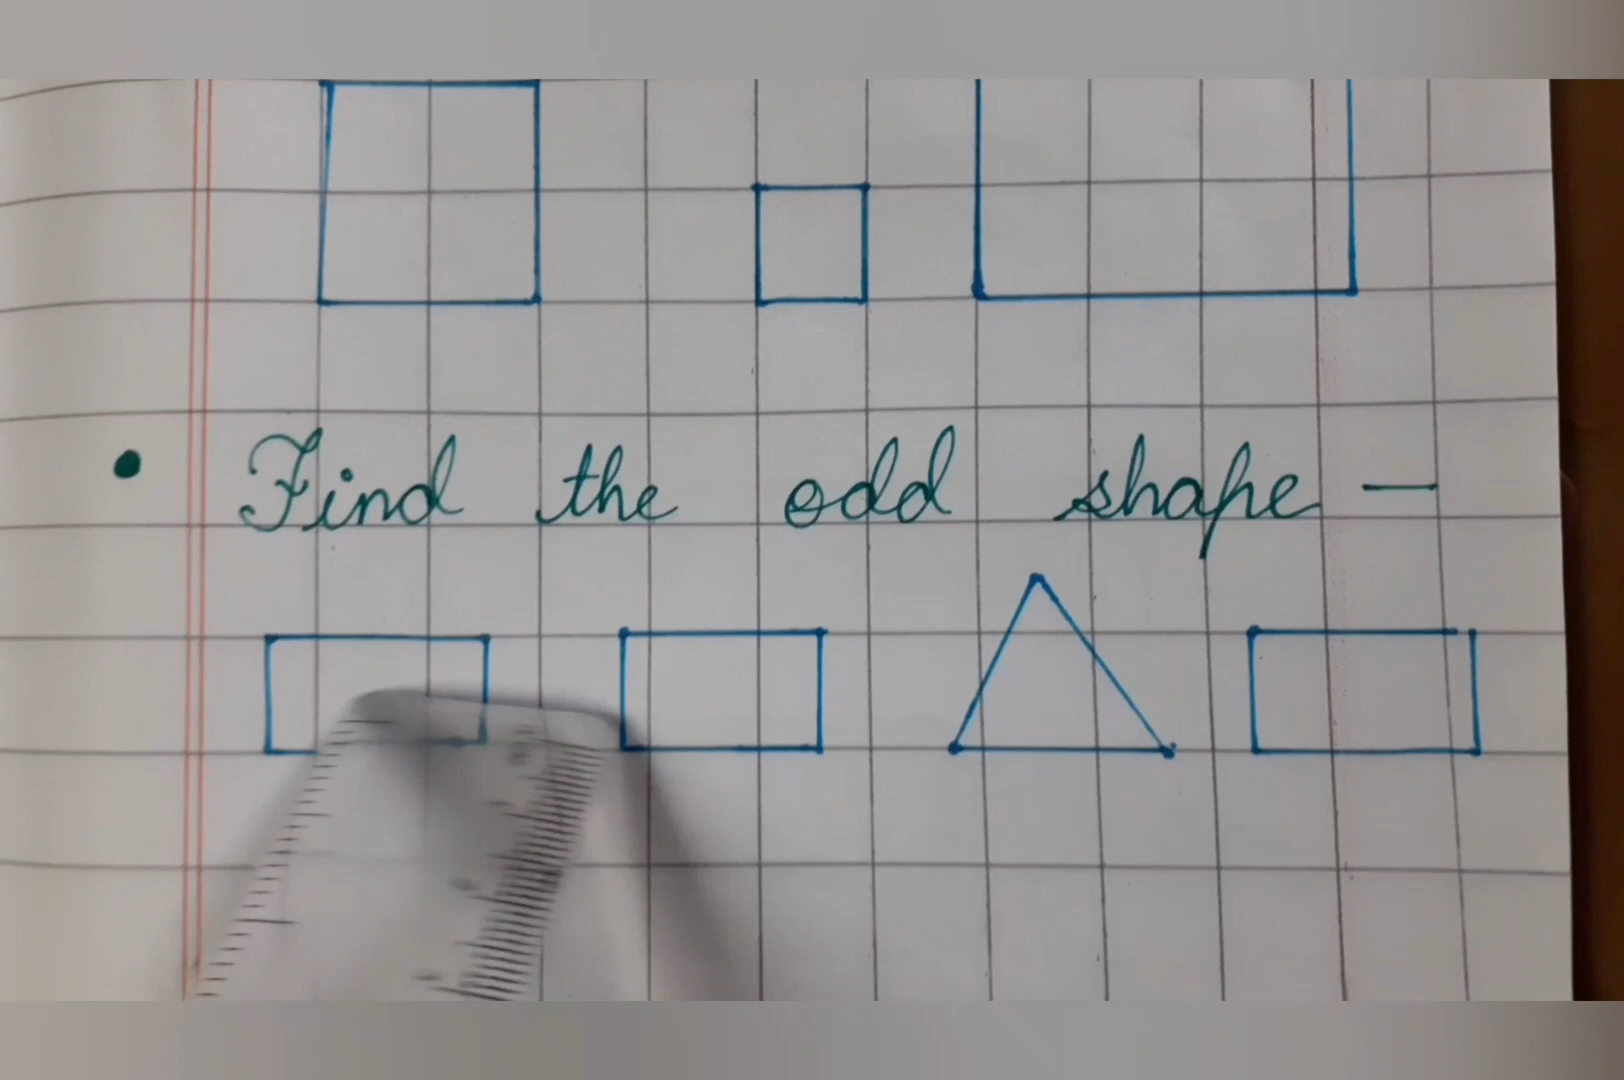 • Find the odd shape —